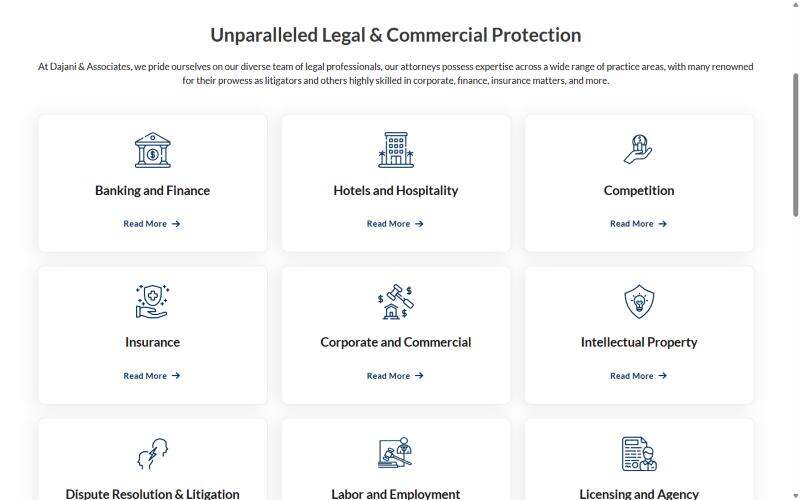 Unparalleled Legal & Commercial Protection
At Dajani & Associates, we pride ourselves on our diverse team of legal professionals, our attorneys possess expertise across a wide range of practice areas, with many renowned
for their prowess as litigators and others highly skilled in corporate, finance, insurance matters, and more.
Banking and Finance
Read More
Hotels and Hospitality
Read More
Competition
Read More
Insurance
Read More
Corporate and Commercial
Read More
Intellectual Property
Read More
Dispute Resolution & Litigation
Labor and Employment
Licensing and Agency